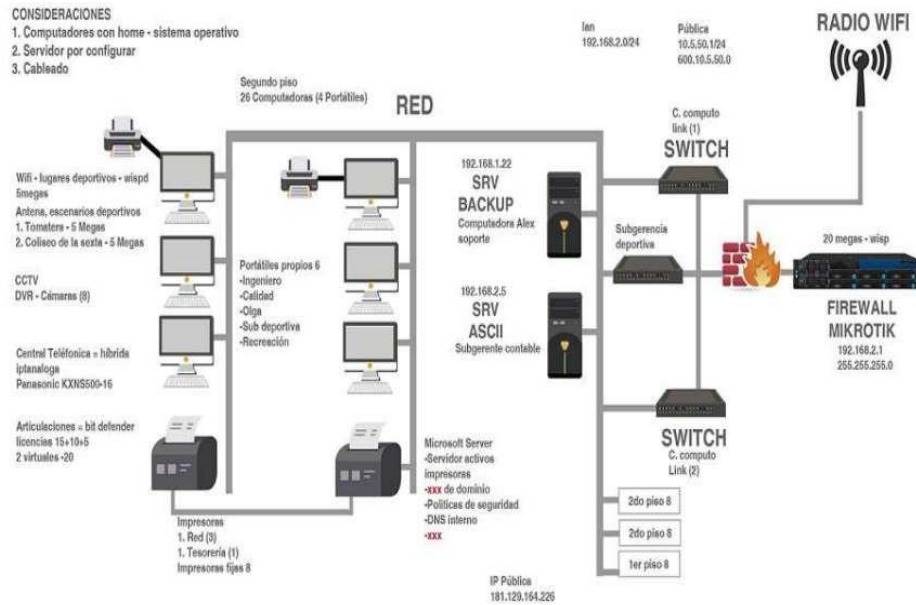 CONSIDERACIONES
1. Computadores con home - sistema operativo
2. Servidor por configurar
3. Cableado
Segundo piso
26 Computadoras (4 Portátiles)
RED
lan
192.168.2.0/24
Pública
10.5.50.1/24
600.10.5.50.0
RADIO WIFI
Wifi - lugares deportivos - wispd
5megas
Antena, escenarios deportivos
1. Tomatera - 5 Megas
2. Coliseo de la sexta - 5 Megas
CCTV
DVR - Cámaras (8)
Central Teléfonica = híbrida
iptanaloga
Panasonic KXNS500-16
Articulaciones = bit defender
licencies 15+10+5
2 virtuales -20
Impresoras
1. Red (3)
1. Tesorería (1)
Impresoras fijas 8
Portátiles propios 6
-Ingeniero
-Calidad
-Olga
-Sub deportiva
-Recreación
Microsoft Server
-Servidor activos
impresoras
-xxx de dominio
-Políticas de seguridad
-DNS interno
-xxx
192.168.1.22
SRV
BACKUP
Computadora Alex
soporte
192.168.2.5
SRV
ASCII
Subgerente contable
C. computo
link (1)
SWITCH
Subgerencia
deportiva
SWITCH
C. computo
Link (2)
20 megas - wisp
FIREWALL
MIKROTIK
192.168.2.1
255.255.255.0
2do piso 8
2do piso 8
1er piso 8
IP Pública
181.129.164.226